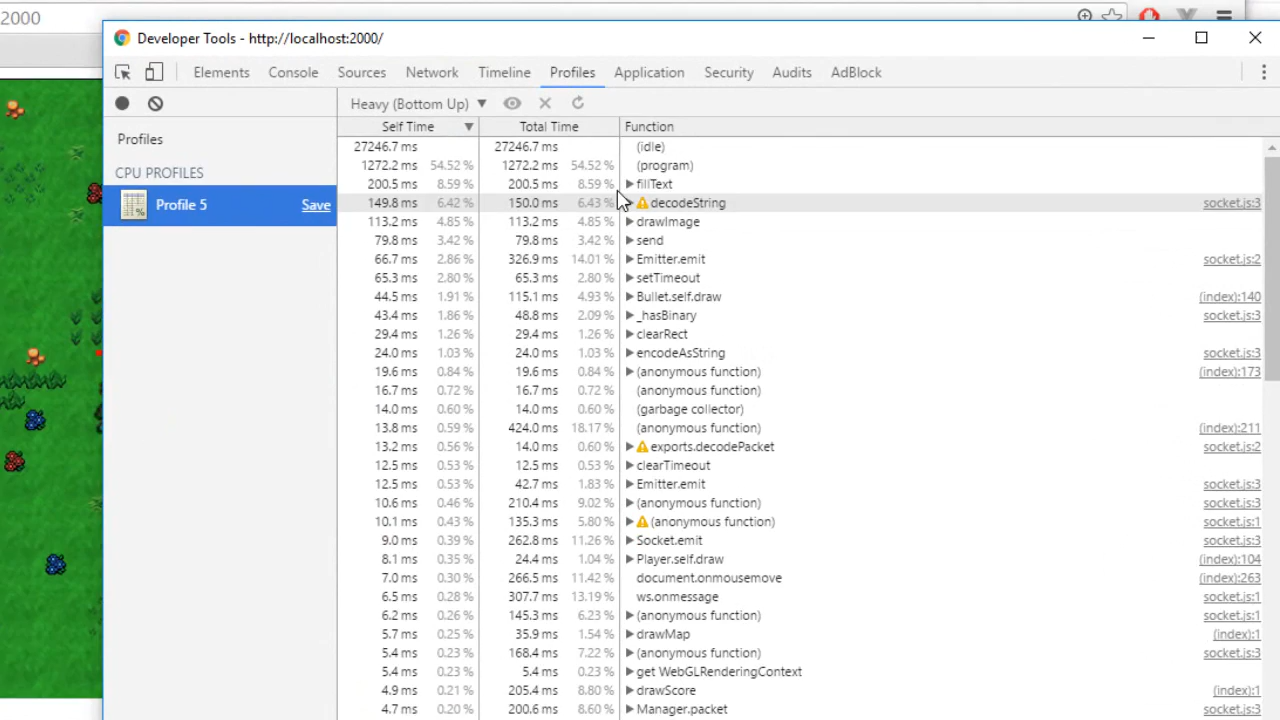 2000
Developer Tools - http://localhost:2000/
Elements Console Sources Network Timeline Profiles Application Security Audits AdBlock
Heavy (Bottom Up)
Profiles
CPU PROFILES
Profile 5 Save
Self Time Total Time Function
27246.7 ms 27246.7 ms (idle)
1272.2 ms 54.52 % 1272.2 ms 54.52 % (program)
200.5 ms 8.59 % 200.5 ms 8.59 % fillText
149.8 ms 6.42 % 150.0 ms 6.43 % decodeString socket.js:3
113.2 ms 4.85 % 113.2 ms 4.85 % drawImage
79.8 ms 3.42 % 79.8 ms 3.42 % send
66.7 ms 2.86 % 326.9 ms 14.01 % Emitter.emit socket.js:2
65.3 ms 2.80 % 65.3 ms 2.80 % setTimeout
44.5 ms 1.91 % 115.1 ms 4.93 % Bullet.self.draw (index):140
43.4 ms 1.86 % 48.8 ms 2.09 % _hasBinary socket.js:3
29.4 ms 1.26 % 29.4 ms 1.26 % clearRect
24.0 ms 1.03 % 24.0 ms 1.03 % encodeAsString socket.js:3
19.6 ms 0.84 % 19.6 ms 0.84 % (anonymous function) (index):173
16.7 ms 0.72 % 16.7 ms 0.72 % (anonymous function)
14.0 ms 0.60 % 14.0 ms 0.60 % (garbage collector)
13.8 ms 0.59 % 424.0 ms 18.17 % (anonymous function) (index):211
13.2 ms 0.56 % 14.0 ms 0.60 % exports.decodePacket socket.js:2
12.5 ms 0.53 % 12.5 ms 0.53 % clearTimeout
12.5 ms 0.53 % 42.7 ms 1.83 % Emitter.emit socket.js:3
10.6 ms 0.46 % 210.4 ms 9.02 % (anonymous function) socket.js:3
10.1 ms 0.43 % 135.3 ms 5.80 % (anonymous function) socket.js:1
9.0 ms 0.39 % 262.8 ms 11.26 % Socket.emit socket.js:3
8.1 ms 0.35 % 24.4 ms 1.04 % Player.self.draw (index):104
7.0 ms 0.30 % 266.5 ms 11.42 % document.onmousemove (index):263
6.5 ms 0.28 % 307.7 ms 13.19 % ws.onmessage socket.js:1
6.2 ms 0.26 % 145.3 ms 6.23 % (anonymous function) socket.js:1
5.7 ms 0.25 % 35.9 ms 1.54 % drawMap (index):1
5.4 ms 0.23 % 168.4 ms 7.22 % (anonymous function) socket.js:3
5.4 ms 0.23 % 5.4 ms 0.23 % get WebGLRenderingContext
4.9 ms 0.21 % 205.4 ms 8.80 % drawScore (index):1
4.7 ms 0.20 % 200.6 ms 8.60 % Manager.packet socket.js:3